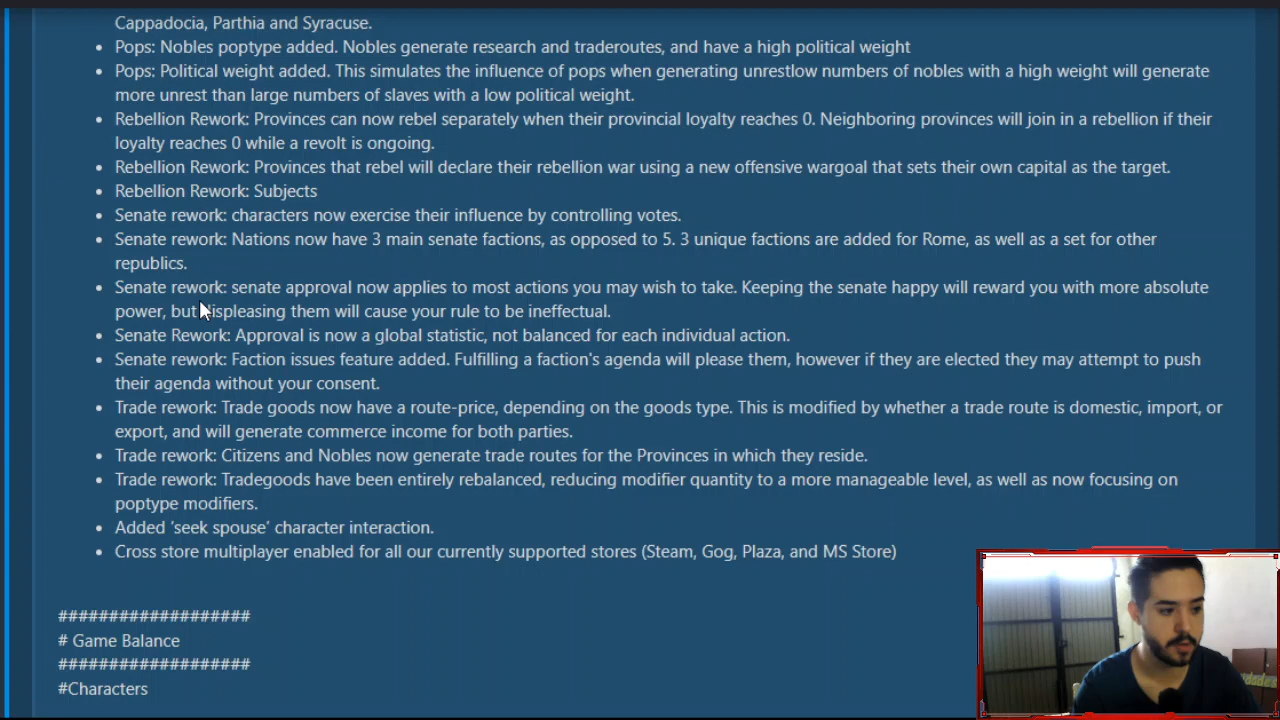 Cappadocia, Parthia and Syracuse.
• Pops: Nobles poptype added. Nobles generate research and traderoutes, and have a high political weight
• Pops: Political weight added. This simulates the influence of pops when generating unrestlow numbers of nobles with a high weight will generate
more unrest than large numbers of slaves with a low political weight.
• Rebellion Rework: Provinces can now rebel separately when their provincial loyalty reaches 0. Neighboring provinces will join in a rebellion if their
loyalty reaches 0 while a revolt is ongoing.
• Rebellion Rework: Provinces that rebel will declare their rebellion war using a new offensive wargoal that sets their own capital as the target.
• Rebellion Rework: Subjects
• Senate rework: characters now exercise their influence by controlling votes.
• Senate rework: Nations now have 3 main senate factions, as opposed to 5. 3 unique factions are added for Rome, as well as a set for other
republics.
• Senate rework: senate approval now applies to most actions you may wish to take. Keeping the senate happy will reward you with more absolute
power, but displeasing them will cause your rule to be ineffectual.
• Senate Rework: Approval is now a global statistic, not balanced for each individual action.
• Senate rework: Faction issues feature added. Fulfilling a faction's agenda will please them, however if they are elected they may attempt to push
their agenda without your consent.
• Trade rework: Trade goods now have a route-price, depending on the goods type. This is modified by whether a trade route is domestic, import, or
export, and will generate commerce income for both parties.
• Trade rework: Citizens and Nobles now generate trade routes for the Provinces in which they reside.
• Trade rework: Tradegoods have been entirely rebalanced, reducing modifier quantity to a more manageable level, as well as now focusing on
poptype modifiers.
• Added ‘seek spouse’ character interaction.
• Cross store multiplayer enabled for all our currently supported stores (Steam, Gog, Plaza, and MS Store)
###################
# Game Balance
###################
#Characters